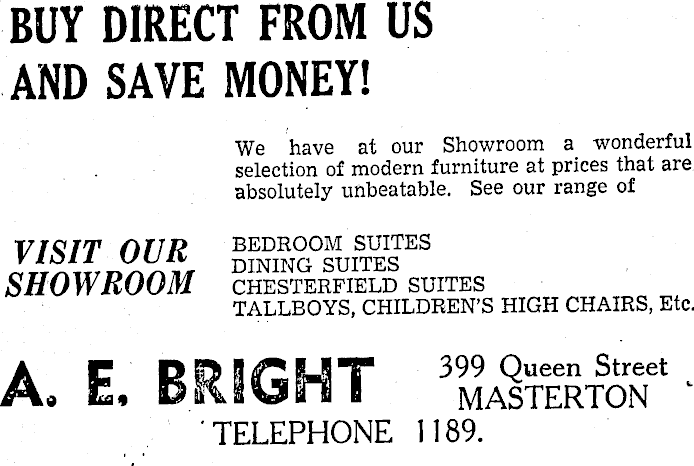 BUY DIRECT FROM US
AND SAVE MONEY!
We have at our Showroom a wonderful
selection of modern furniture at prices that are
absolutely unbeatable. See our range of
VISIT OUR
SHOWROOM
BEDROOM SUITES
DINING SUITES
CHESTERFIELD SUITES
TALLBOYS, CHILDREN'S HIGH CHAIRS, Etc.
A. E. BRIGHT
399 Queen Street
MASTERTON
TELEPHONE 1189.